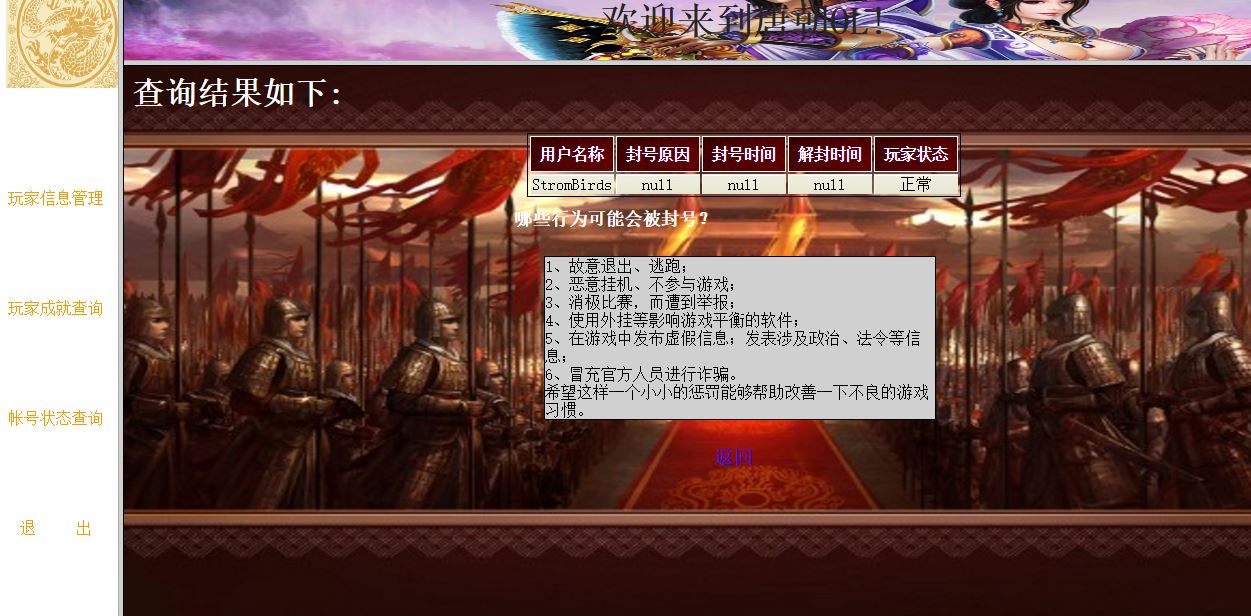 欢迎来到唐朝OL!
查询结果如下:
玩家信息管理
玩家成就查询
帐号状态查询
退 出
用户名称 封号原因 封号时间 解封时间 玩家状态
StromBirds null null null 正常
哪些行为可能会被封号？
1、故意退出、逃跑；
2、恶意挂机、不参与游戏；
3、消极比赛，而遭到举报；
4、使用外挂等影响游戏平衡的软件；
5、在游戏中发布虚假信息；发表涉及政治、法令等信
息；
6、冒充官方人员进行诈骗。
希望这样一个小小的惩罚能够帮助改善一下不良的游戏
习惯。
返回